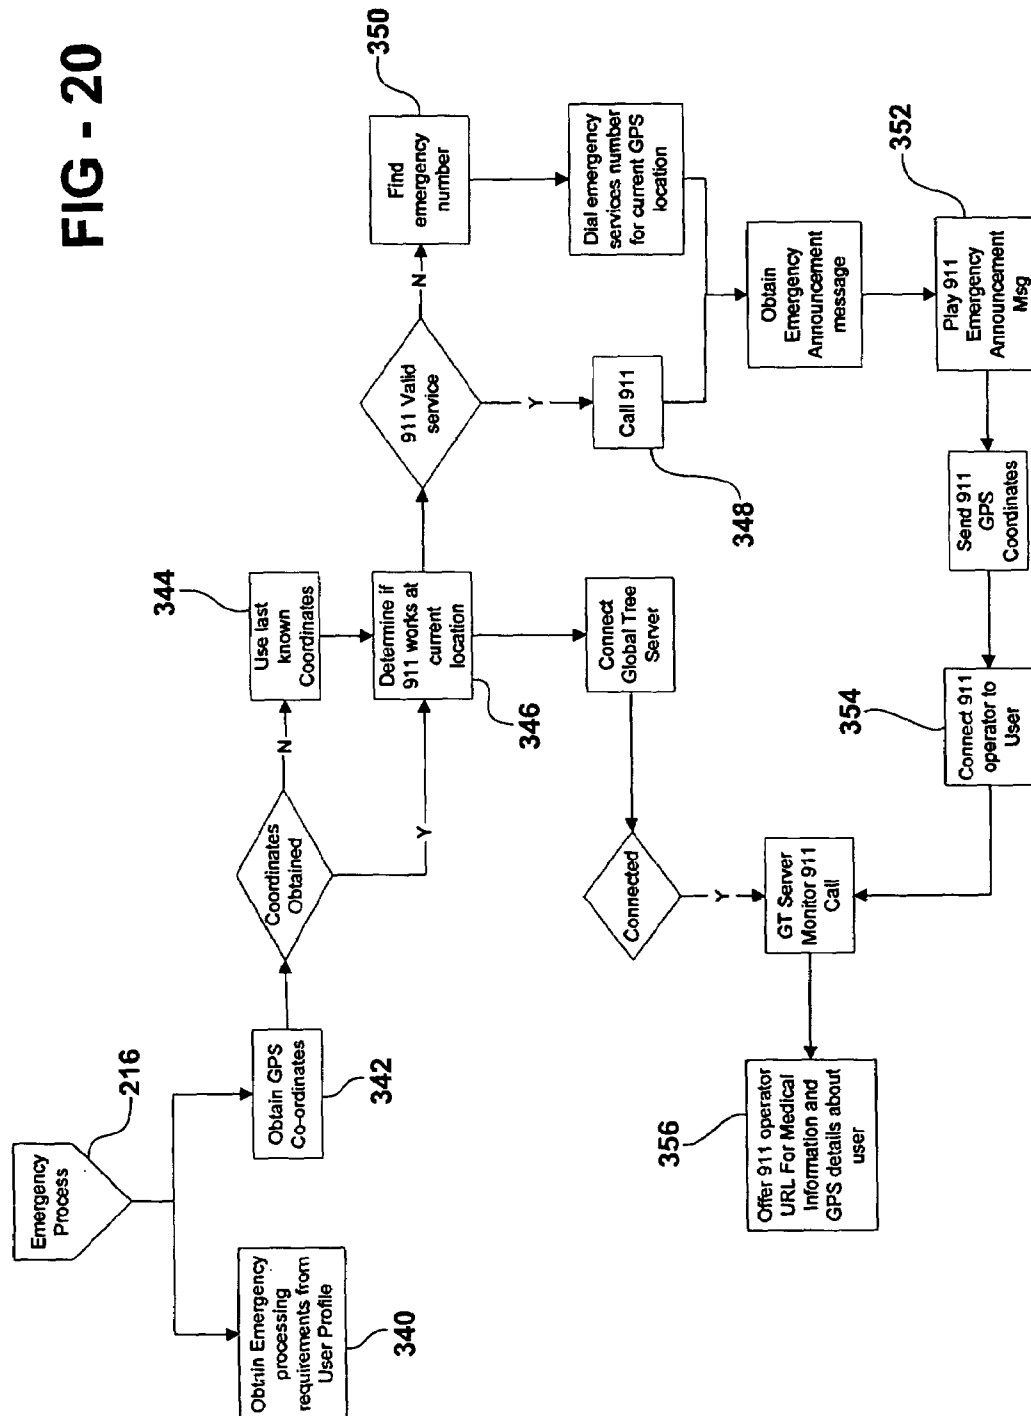 FIG - 20
Emergency
Process
216
Obtain Emergency
processing
requirements from
User Profile
340
Obtain GPS
Co-ordinates
342
Coordinates
Obtained
N
Y
Use last
known
Coordinates
344
Determine if
911 works at
current
location
346
911 Valid
service
N
Y
Find
emergency
number
350
Dial emergency
services number
for current GPS
location
Call 911
348
Obtain
Emergency
Announcement
message
Play 911
Emergency
Announcement
Msg
352
Send 911
GPS
Coordinates
Connect 911
operator to
User
354
Connect
Global Tree
Server
Connected
Y
GT Server
Monitor 911
Call
Offer 911 operator
URL For Medical
Information and
GPS details about
user
356